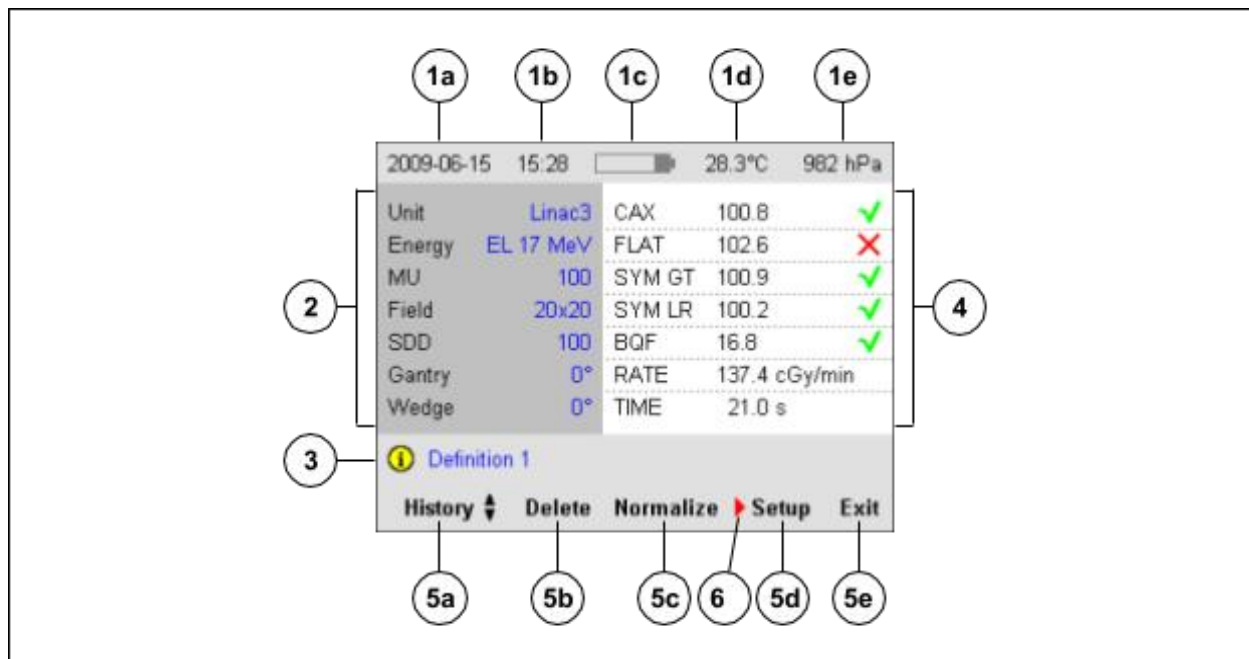 1a 1b 1c 1d 1e
2009-06-15 15:28 28.3°C 982 hPa
Unit Linac3 CAX 100.8
Energy EL 17 MeV FLAT 102.6
MU 100 SYM GT 100.9
2 Field 20x20 SYM LR 100.2 4
SDD 100 BQF 16.8
Gantry 0° RATE 137.4 cGy/min
Wedge 0° TIME 21.0 s
3 i Definition 1
History Delete Normalize Setup Exit
5a 5b 5c 6 5d 5e